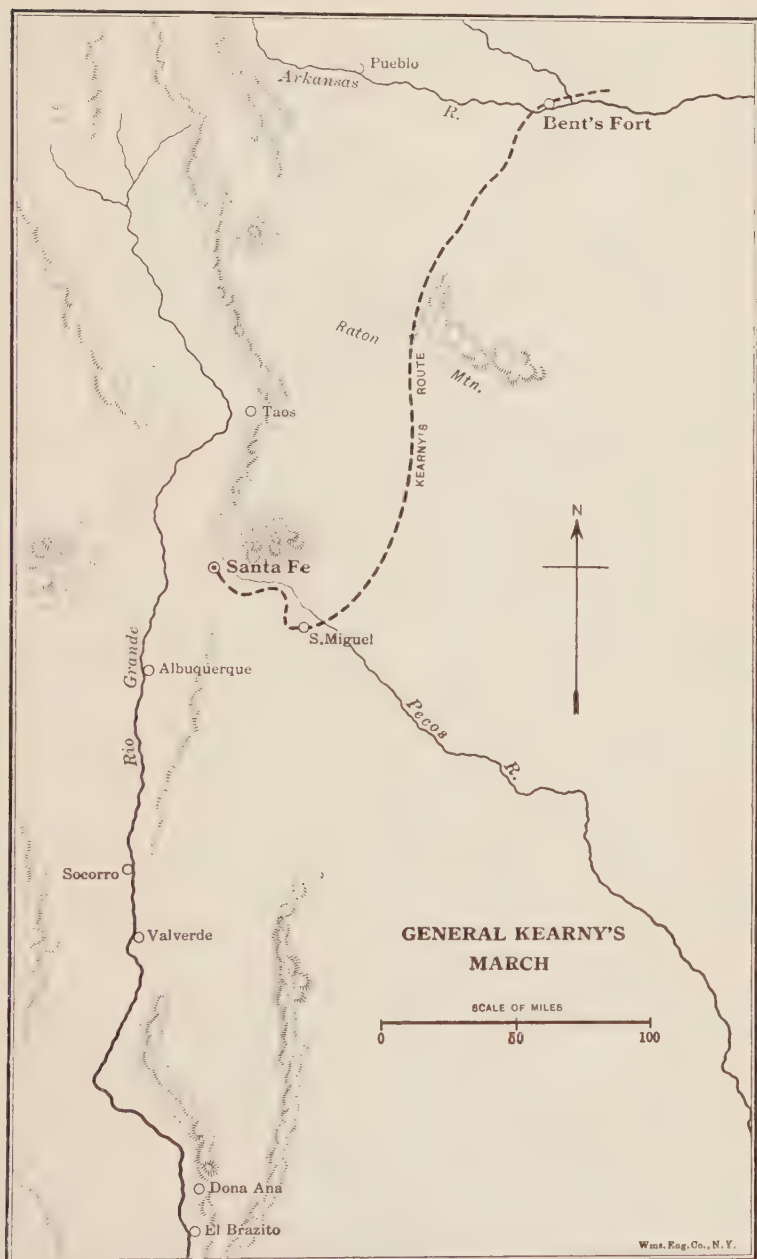 Pueblo
Arkansas
R.
Bent's Fort
Raton
Mtn.
KEARNY'S ROUTE
Taos
N
Santa Fe
S. Miguel
Rio Grande
Albuquerque
Pecos
R.
Socorro
Valverde
GENERAL KEARNY'S
MARCH
SCALE OF MILES
0 50 100
Dona Ana
El Brazito
Wms. Eng. Co., N.Y.